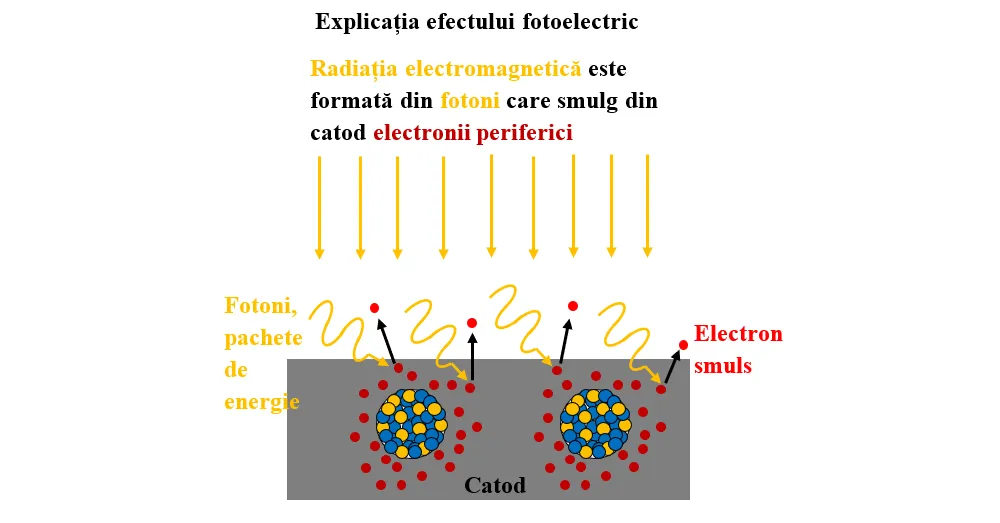 Explicația efectului fotoelectric
Radiația electromagnetică este
formată din fotoni care smulg din
catod electronii periferici
Fotoni,
pachete
de
energie
Electron
smuls
Catod